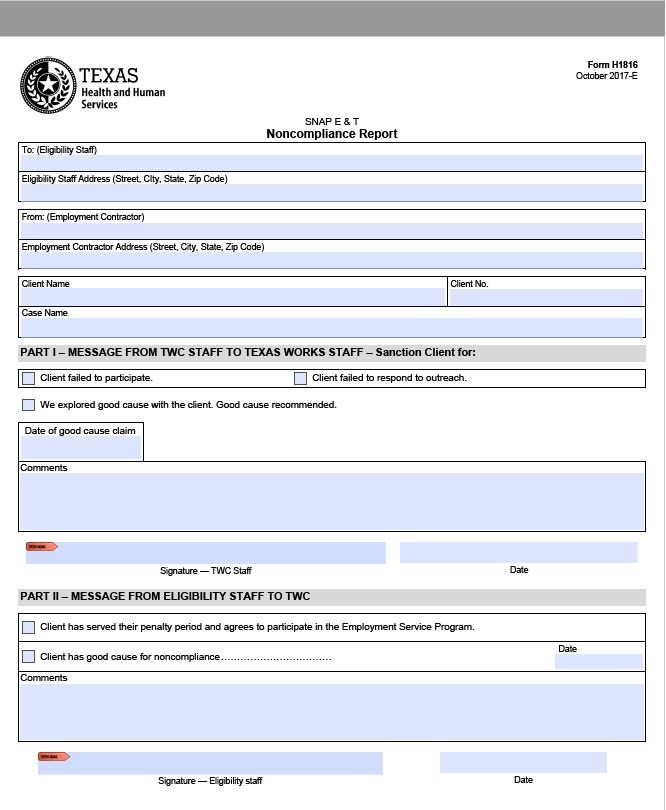 TEXAS
Health and Human
Services
Form H1816
October 2017-E
SNAP E & T
Noncompliance Report
To: (Eligibility Staff)
Eligibility Staff Address (Street, CIty, State, Zip Code)
From: (Employment Contractor)
Employment Contractor Address (Street, City, State, Zip Code)
Client Name
Client No.
Case Name
PART I – MESSAGE FROM TWC STAFF TO TEXAS WORKS STAFF – Sanction Client for:
Client failed to participate.
Client failed to respond to outreach.
We explored good cause with the client. Good cause recommended.
Date of good cause claim
Comments
Signature — TWC Staff
Date
PART II – MESSAGE FROM ELIGIBILITY STAFF TO TWC
Client has served their penalty period and agrees to participate in the Employment Service Program.
Client has good cause for noncompliance.................................
Date
Comments
Signature — Eligibility staff
Date